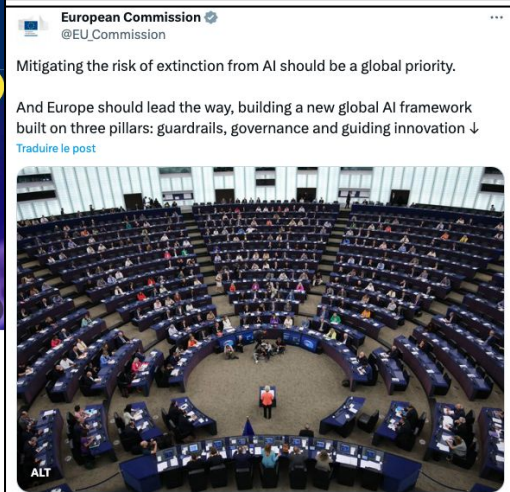 European Commission
@EU_Commission
Mitigating the risk of extinction from AI should be a global priority.
And Europe should lead the way, building a new global AI framework
built on three pillars: guardrails, governance and guiding innovation ↓
Traduire le post
ALT